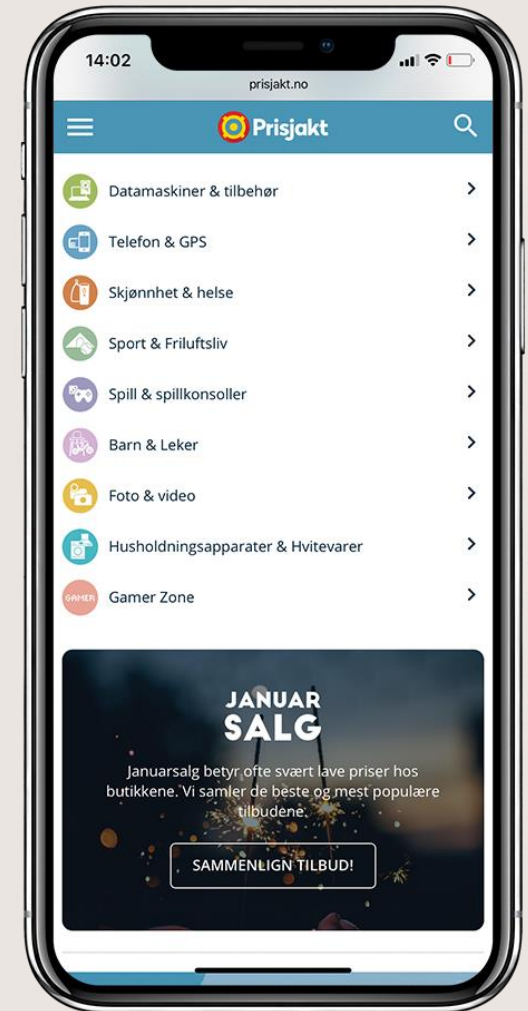 14:02
prisjakt.no
Prisjakt
Datamaskiner & tilbehør
Telefon & GPS
Skjønnhet & helse
Sport & Friluftsliv
Spill & spillkonsoller
Barn & Leker
Foto & video
Husholdningsapparater & Hvitevarer
GAMER
Gamer Zone
JANUAR
SALG
Januarsalg betyr ofte svært lave priser hos
butikkene. Vi samler de beste og mest populære
tilbudene.
SAMMENLIGN TILBUD!